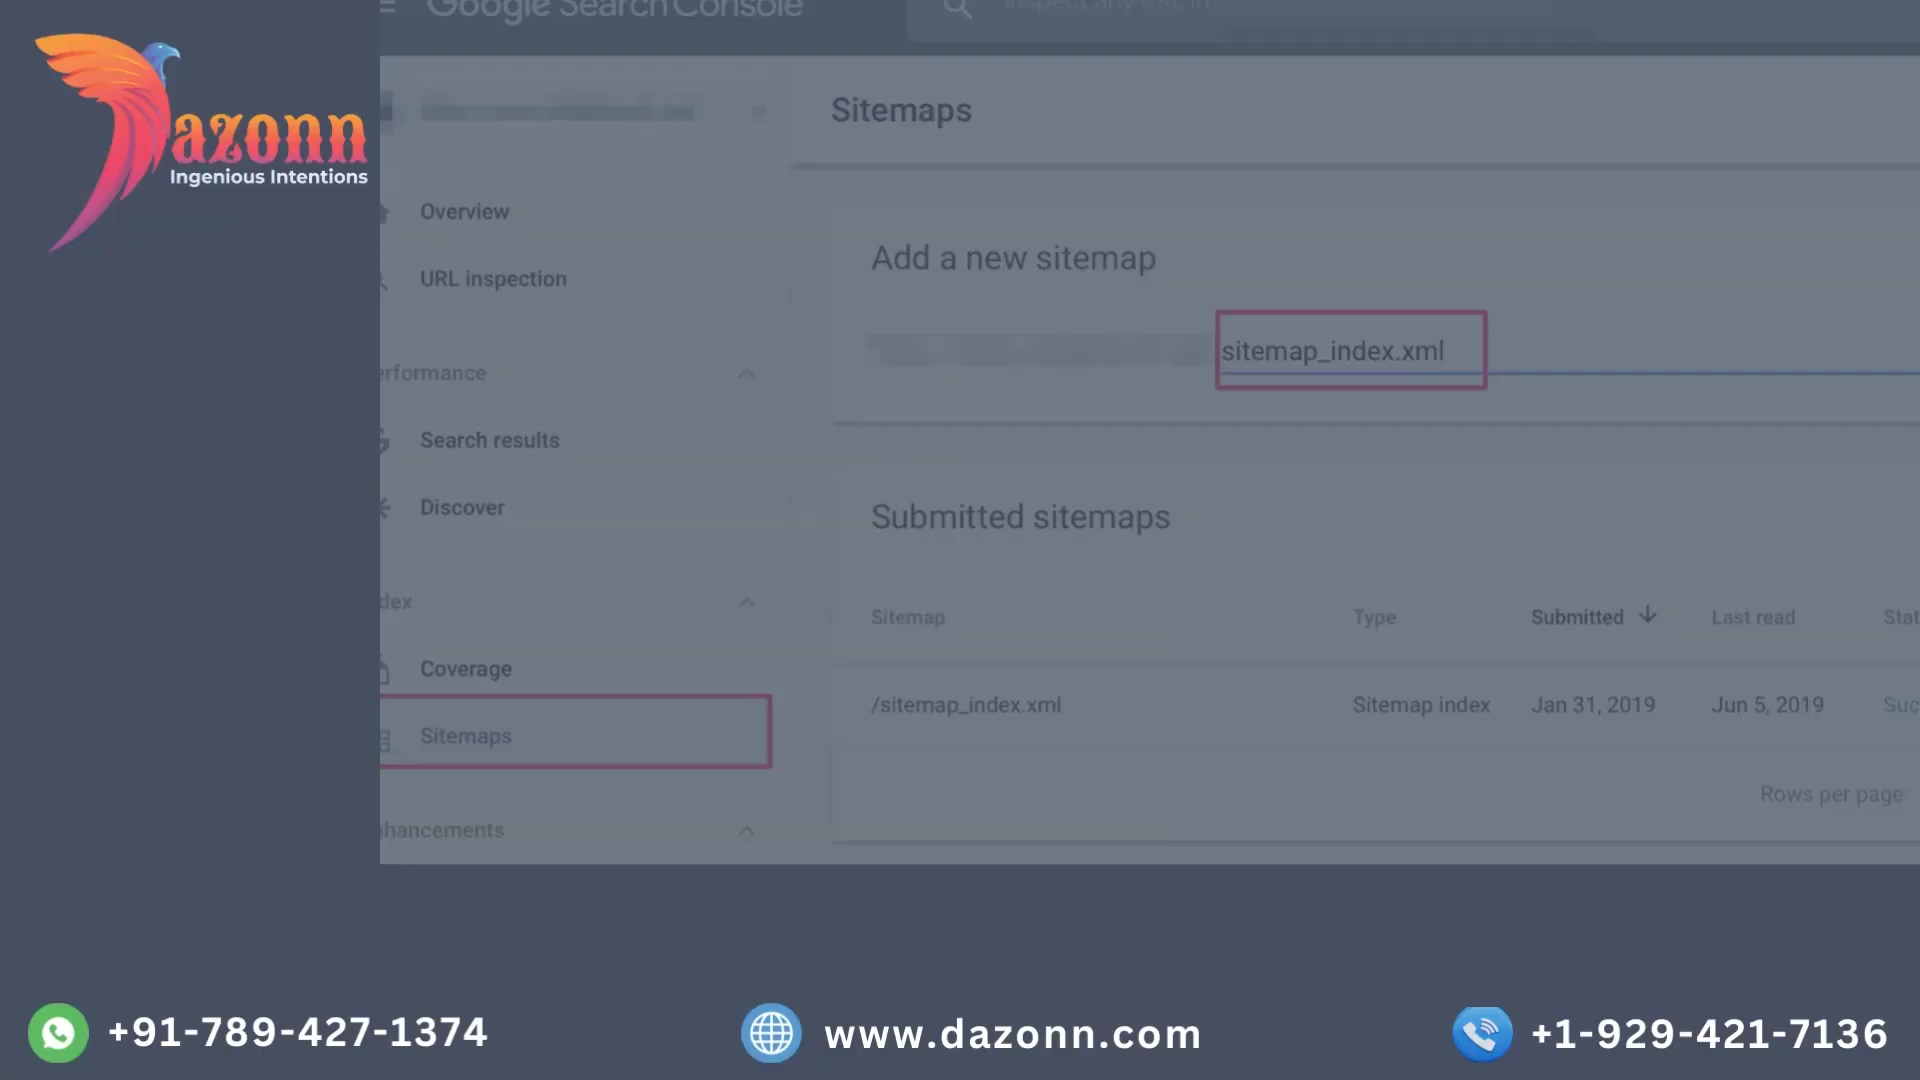 Google Search Console
azonn
Ingenious Intentions
Sitemaps
Overview
URL inspection
Add a new sitemap
sitemap_index.xml
erformance
Search results
Discover
Submitted sitemaps
dex
Sitemap Type Submitted Last read Stat
Coverage
/sitemap_index.xml Sitemap index Jan 31, 2019 Jun 5, 2019 Suc
Sitemaps
Rows per page:
hancements
+91-789-427-1374
www.dazonn.com
+1-929-421-7136